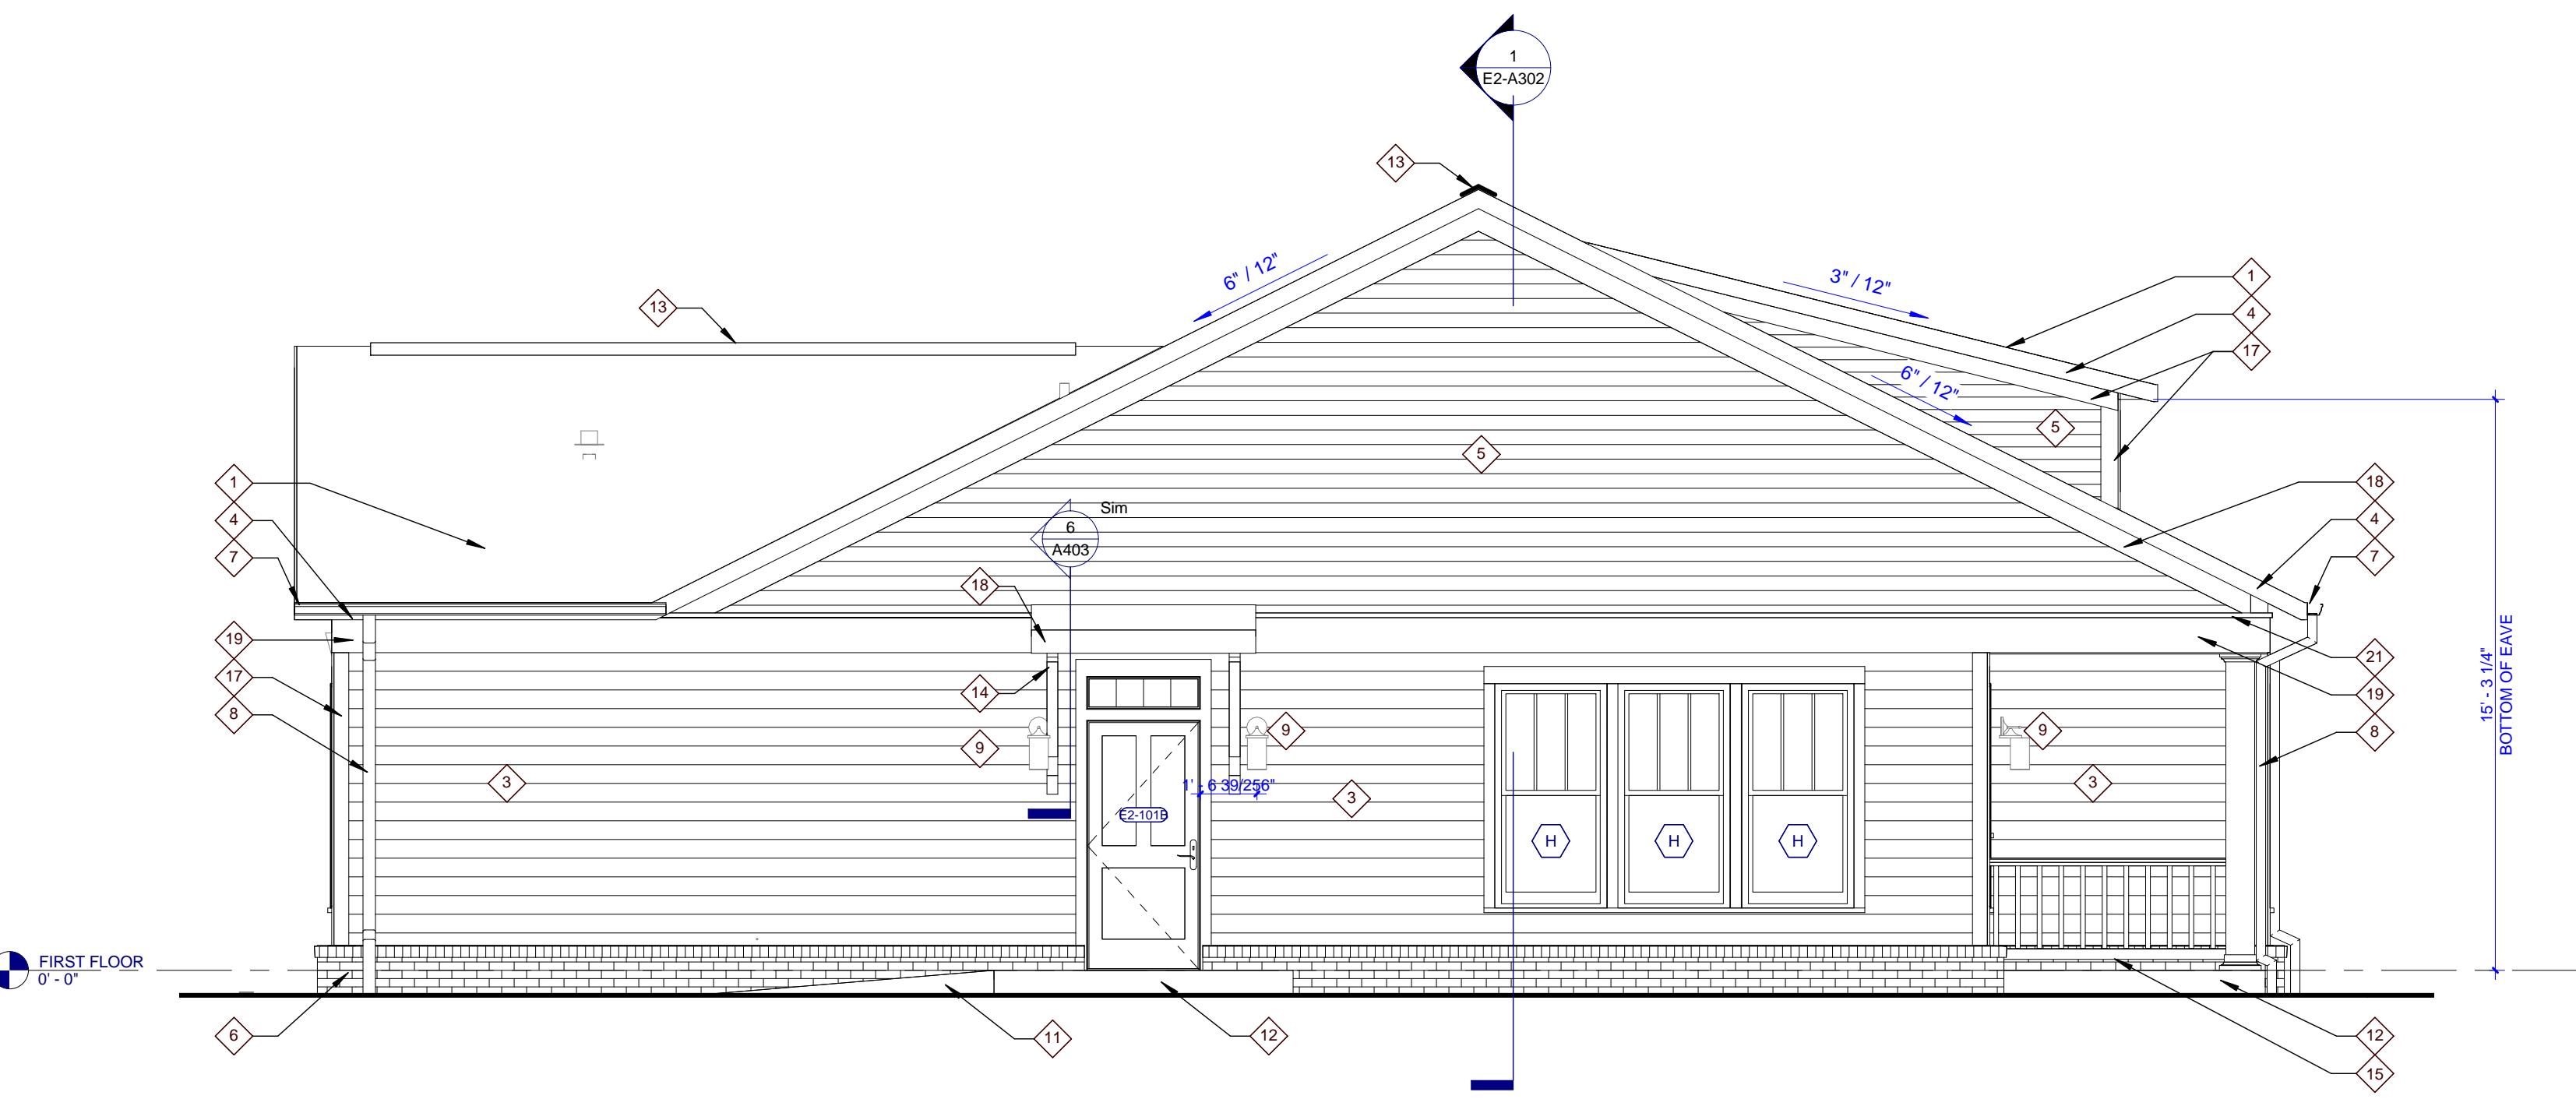 1
E2-A302
13
6" / 12"
3" / 12"
1
4
17
13
6" / 12"
5
5
1
4
7
18
4
7
Sim
6
A403
18
19
17
8
14
21
19
8
15' - 3 1/4"
BOTTOM OF EAVE
9
9
9
3
3
3
1' - 6 39/256"
E2-101B
H
H
H
FIRST FLOOR
0' - 0"
6
11
12
12
15